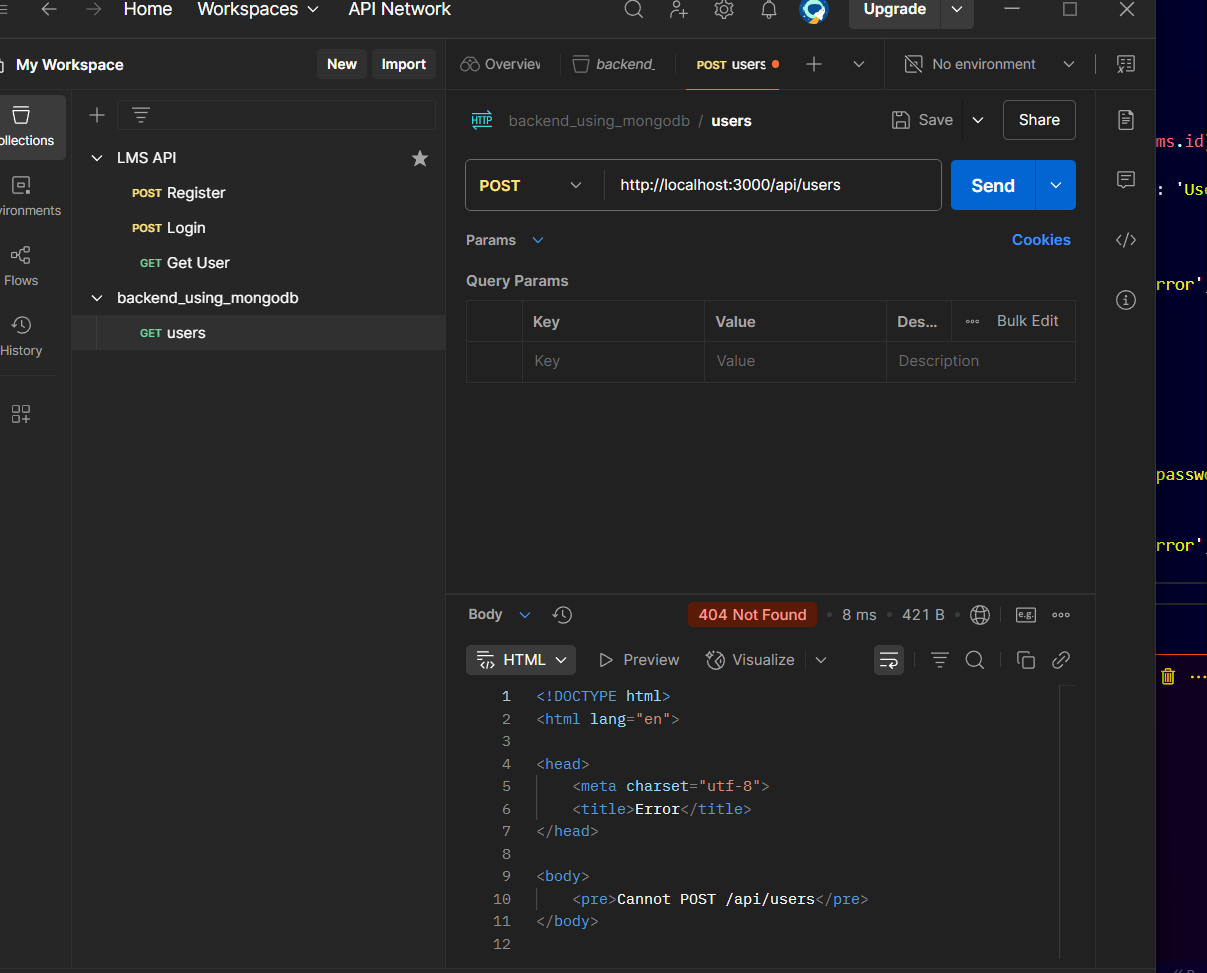 Home Workspaces API Network Upgrade
My Workspace New Import Overview backend_ POST users No environment
ollections
vironments
Flows
History
LMS API
POST Register
POST Login
GET Get User
backend_using_mongodb
GET users
HTTP backend_using_mongodb / users Save Share
POST http://localhost:3000/api/users Send
Params Cookies
Query Params
Key Value Des... Bulk Edit
Key Value Description
Body 404 Not Found 8 ms 421 B e.g.
HTML Preview Visualize
1 <!DOCTYPE html>
2 <html lang="en">
3
4 <head>
5 <meta charset="utf-8">
6 <title>Error</title>
7 </head>
8
9 <body>
10 <pre>Cannot POST /api/users</pre>
11 </body>
12
ms.id)
: 'Use
rror'
passwo
rror'